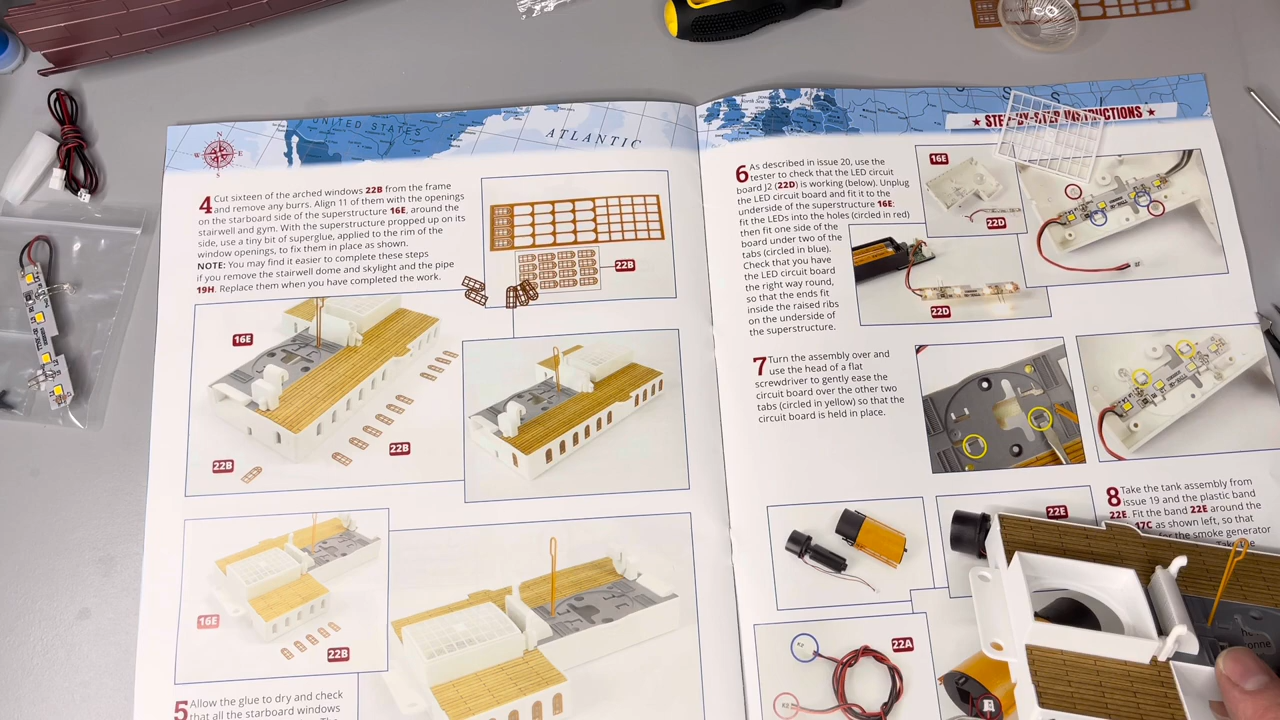 UNITED STATES
ATLANTIC
N
W
E
S
4 Cut sixteen of the arched windows 22B from the frame
and remove any burrs. Align 11 of them with the openings
on the starboard side of the superstructure 16E, around the
stairwell and gym. With the superstructure propped up on its
side, use a tiny bit of superglue, applied to the rim of the
window openings, to fix them in place as shown.
NOTE: You may find it easier to complete these steps
if you remove the stairwell dome and skylight and the pipe
19H. Replace them when you have completed the work.
22B
16E
22B
22B
16E
22B
5 Allow the glue to dry and check
that all the starboard windows
North Sea
★ STEP-BY-STEP INSTRUCTIONS ★
6 As described in issue 20, use the
tester to check that the LED circuit
board J2 (22D) is working (below). Unplug
the LED circuit board and fit it to the
underside of the superstructure 16E:
fit the LEDs into the holes (circled in red)
then fit one side of the
board under two of the
tabs (circled in blue).
Check that you have
the LED circuit board
the right way round,
so that the ends fit
inside the raised ribs
on the underside of
the superstructure.
16E
22D
22D
7 Turn the assembly over and
use the head of a flat
screwdriver to gently ease the
circuit board over the other two
tabs (circled in yellow) so that the
circuit board is held in place.
8 Take the tank assembly from
issue 19 and the plastic band
22E. Fit the band 22E around the
17C as shown left, so that
for the smoke generator
22E
22A